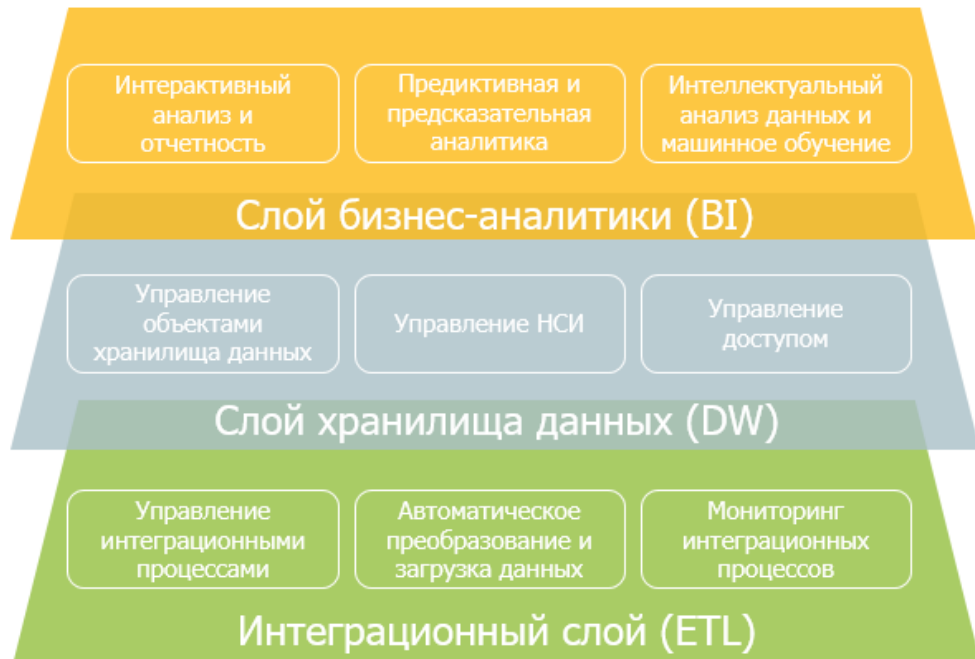 Интерактивный
анализ и
отчетность
Предиктивная и
предсказательная
аналитика
Интеллектуальный
анализ данных и
машинное обучение
Слой бизнес-аналитики (BI)
Управление
объектами
хранилища данных
Управление НСИ
Управление
доступом
Слой хранилища данных (DW)
Управление
интеграционными
процессами
Автоматическое
преобразование и
загрузка данных
Мониторинг
интеграционных
процессов
Интеграционный слой (ETL)